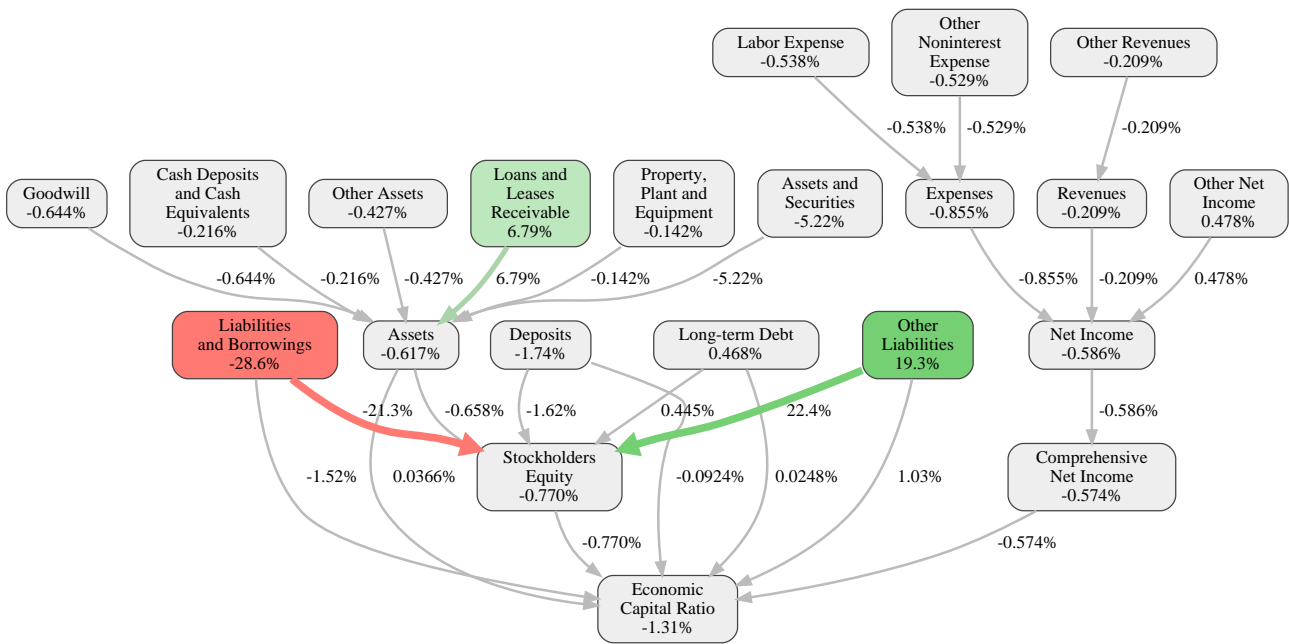 Labor Expense
-0.538%
Other
Noninterest
Expense
-0.529%
Other Revenues
-0.209%
-0.538%
-0.529%
-0.209%
Goodwill
-0.644%
Cash Deposits
and Cash
Equivalents
-0.216%
Other Assets
-0.427%
Loans and
Leases
Receivable
6.79%
Property,
Plant and
Equipment
-0.142%
Assets and
Securities
-5.22%
Expenses
-0.855%
Revenues
-0.209%
Other Net
Income
0.478%
-0.644%
-0.216%
-0.427%
6.79%
-0.142%
-5.22%
-0.855%
-0.209%
0.478%
Liabilities
and Borrowings
-28.6%
Assets
-0.617%
Deposits
-1.74%
Long-term Debt
0.468%
Other
Liabilities
19.3%
Net Income
-0.586%
-21.3%
-0.658%
-1.62%
0.445%
22.4%
-0.586%
-1.52%
0.0366%
Stockholders
Equity
-0.770%
-0.0924%
0.0248%
1.03%
Comprehensive
Net Income
-0.574%
-0.770%
-0.574%
Economic
Capital Ratio
-1.31%